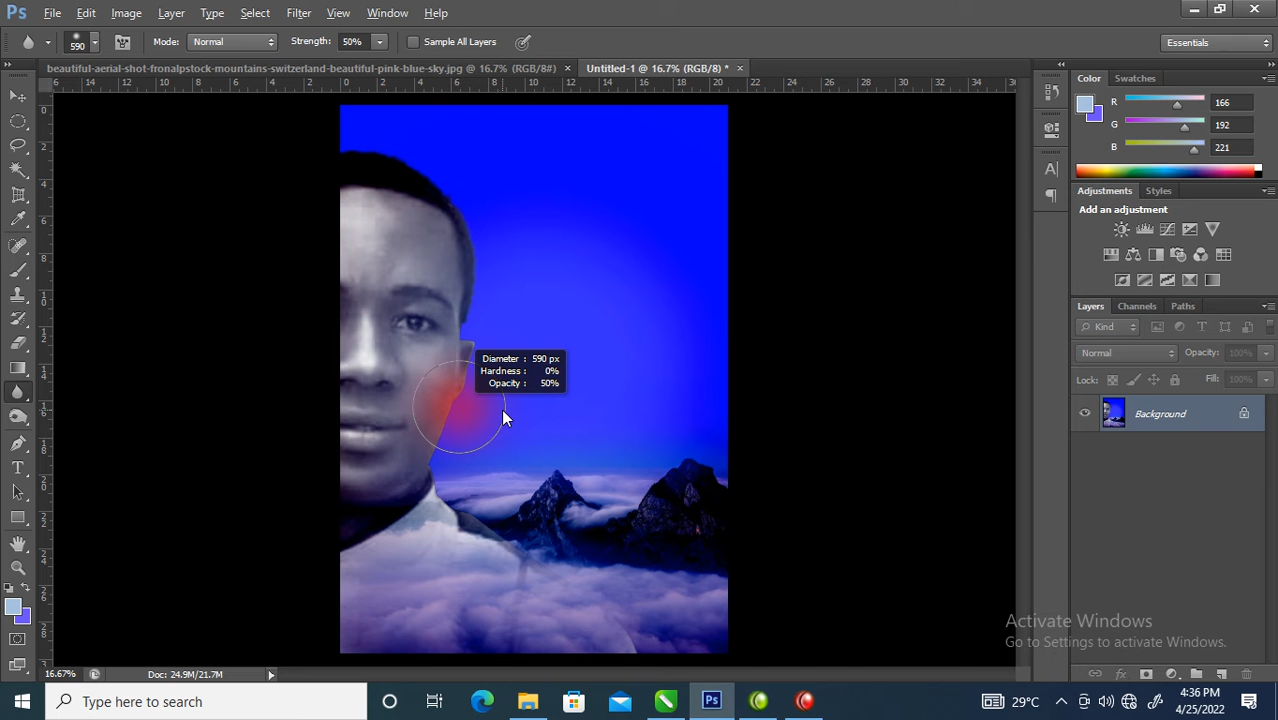 Ps File Edit Image Layer Type Select Filter View Window Help
590 Mode: Normal Strength: 50% Sample All Layers Essentials
beautiful-aerial-shot-fronalpstock-mountains-switzerland-beautiful-pink-blue-sky.jpg @ 16.7% (RGB/8#) × Untitled-1 @ 16.7% (RGB/8) * ×
Color Swatches
R 166
G 192
B 221
Adjustments Styles
Add an adjustment
Layers Channels Paths
Kind
Normal Opacity: 100%
Lock: Fill: 100%
Background
Diameter : 590 px
Hardness : 0%
Opacity : 50%
Activate Windows
Go to Settings to activate Windows.
16.67% Doc: 24.9M/21.7M
Type here to search
Ps
29°C
4:36 PM
4/25/2022